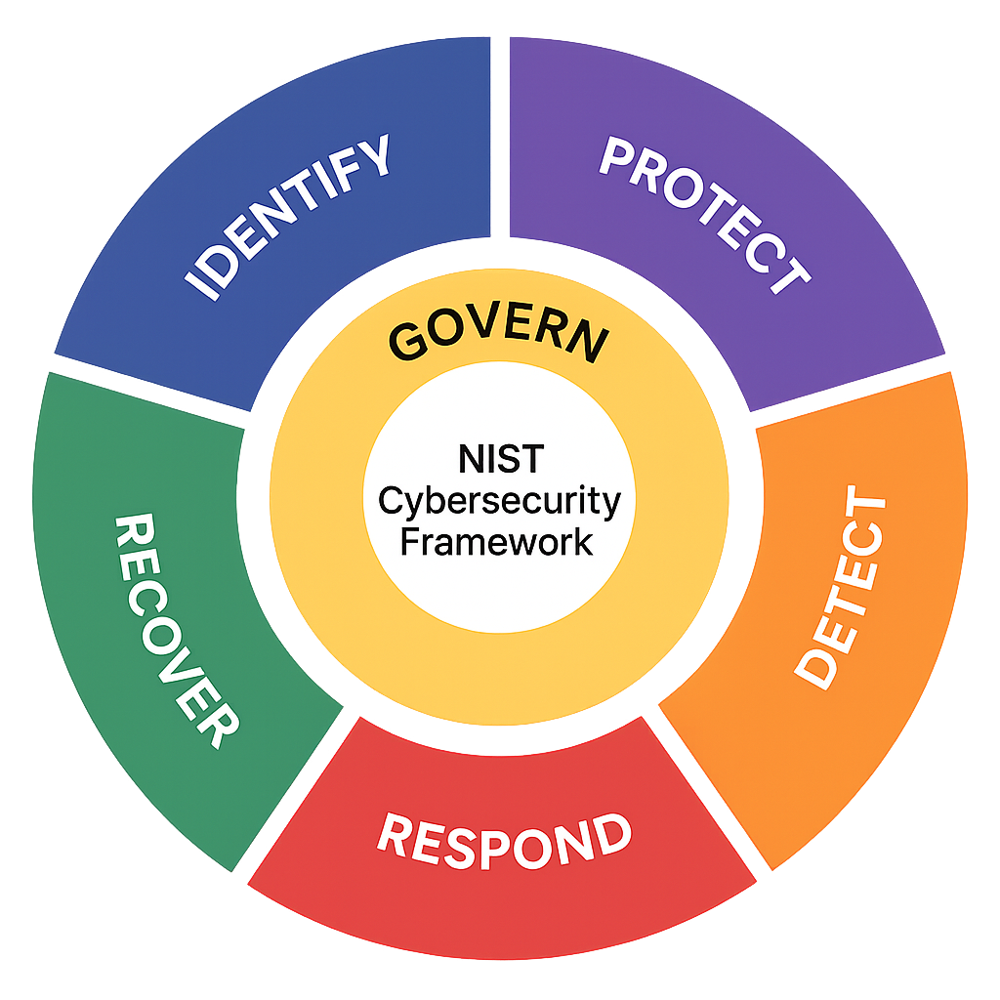 IDENTIFY
PROTECT
GOVERN
NIST
Cybersecurity
Framework
DETECT
RECOVER
RESPOND